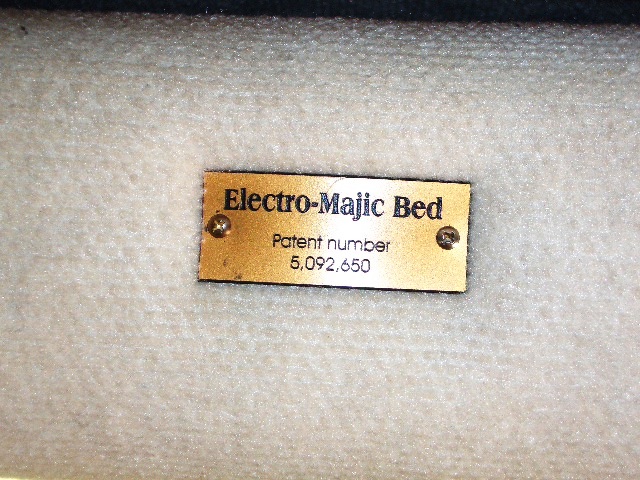 Electro-Majic Bed
Patent number
5,092,650